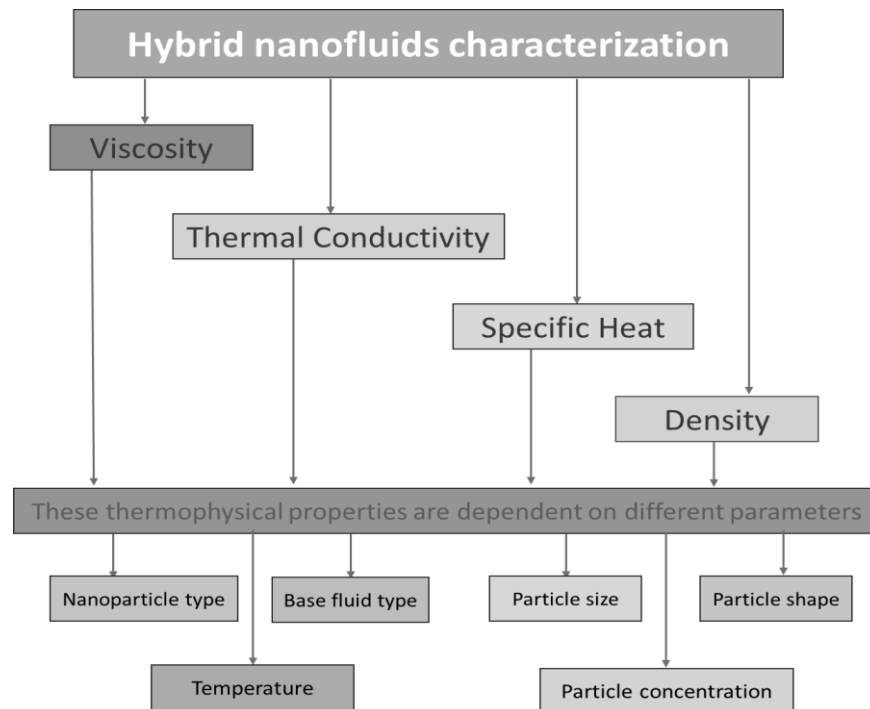 Hybrid nanofluids characterization
Viscosity
Thermal Conductivity
Specific Heat
Density
These thermophysical properties are dependent on different parameters
Nanoparticle type
Base fluid type
Particle size
Particle shape
Temperature
Particle concentration